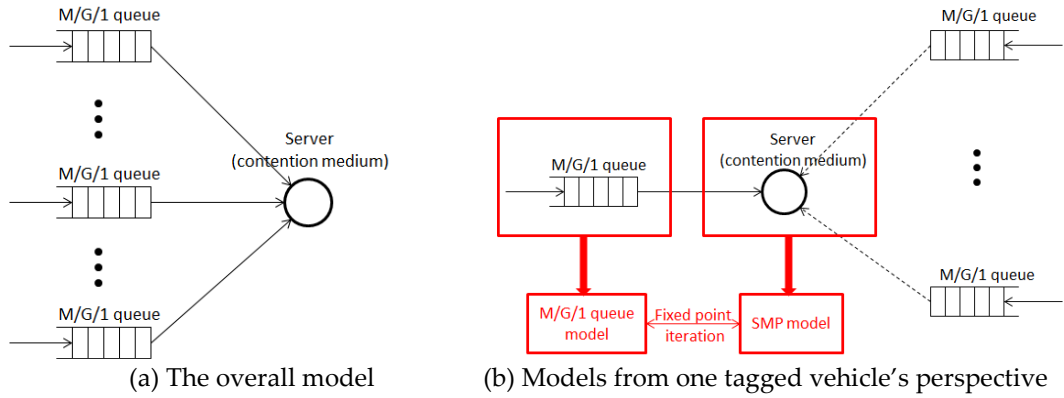 M/G/1 queue
Server
(contention medium)
M/G/1 queue
M/G/1 queue
(a) The overall model
M/G/1 queue
Server
(contention medium)
M/G/1 queue
M/G/1 queue
M/G/1 queue
model
Fixed point
iteration
SMP model
(b) Models from one tagged vehicle's perspective